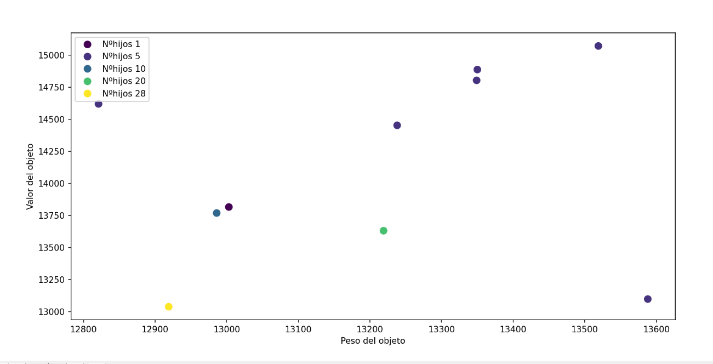 Nºhijos 1
Nºhijos 5
Nºhijos 10
Nºhijos 20
Nºhijos 28
15000
14750
14500
14250
14000
13750
13500
13250
13000
Valor del objeto
12800 12900 13000 13100 13200 13300 13400 13500 13600
Peso del objeto